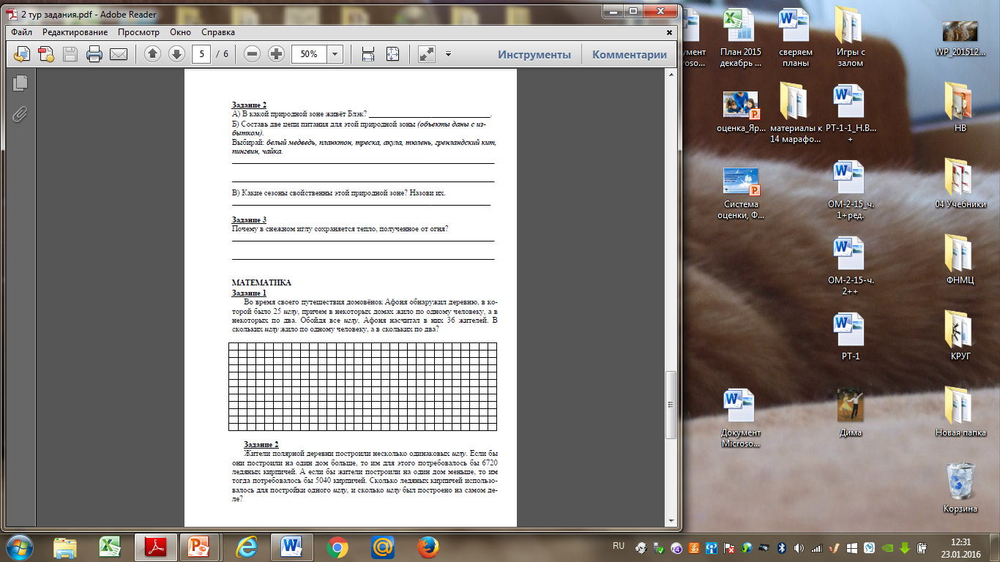 2 тур задания.pdf - Adobe Reader
Файл Редактирование Просмотр Окно Справка
5 / 6 50% Инструменты Комментарии
Задание 2
А) В какой природной зоне живёт Блэк? ______________________________.
Б) Составь две цепи питания для этой природной зоны (объекты даны с из-
бытком).
Выбирай: белый медведь, планктон, треска, акула, тюлень, гренландский кит,
пингвин, чайка.
В) Какие сезоны свойственны этой природной зоне? Назови их.
Задание 3
Почему в снежном иглу сохраняется тепло, полученное от огня?
МАТЕМАТИКА
Задание 1
Во время своего путешествия домовёнок Афоня обнаружил деревню, в ко-
торой было 25 иглу, причем в некоторых домах жило по одному человеку, а в
некоторых по два. Обойдя все иглу, Афоня насчитал в них 36 жителей. В
скольких иглу жило по одному человеку, а в скольких по два?
Задание 2
Жители полярной деревни построили несколько одинаковых иглу. Если бы
они построили на один дом больше, то им для этого потребовалось бы 6720
ледяных кирпичей. А если бы жители построили на один дом меньше, то им
тогда потребовалось бы 5040 кирпичей. Сколько ледяных кирпичей использо-
валось для постройки одного иглу, и сколько иглу был построено на самом де-
ле?
План 2015
декабрь ...
сверяем
планы
Игры с
залом
WP_201512...
оценка_Яр...
материалы к
14 марафо...
РТ-1-1_Н.В...
+
НВ
Система
оценки, Ф...
ОМ-2-15_ч.
1+ред.
04 Учебники
ОМ-2-15-ч.
2++
ФНМЦ
РТ-1
КРУГ
Документ
Microso...
Дима
Новая папка
Корзина
RU
12:31
23.01.2016